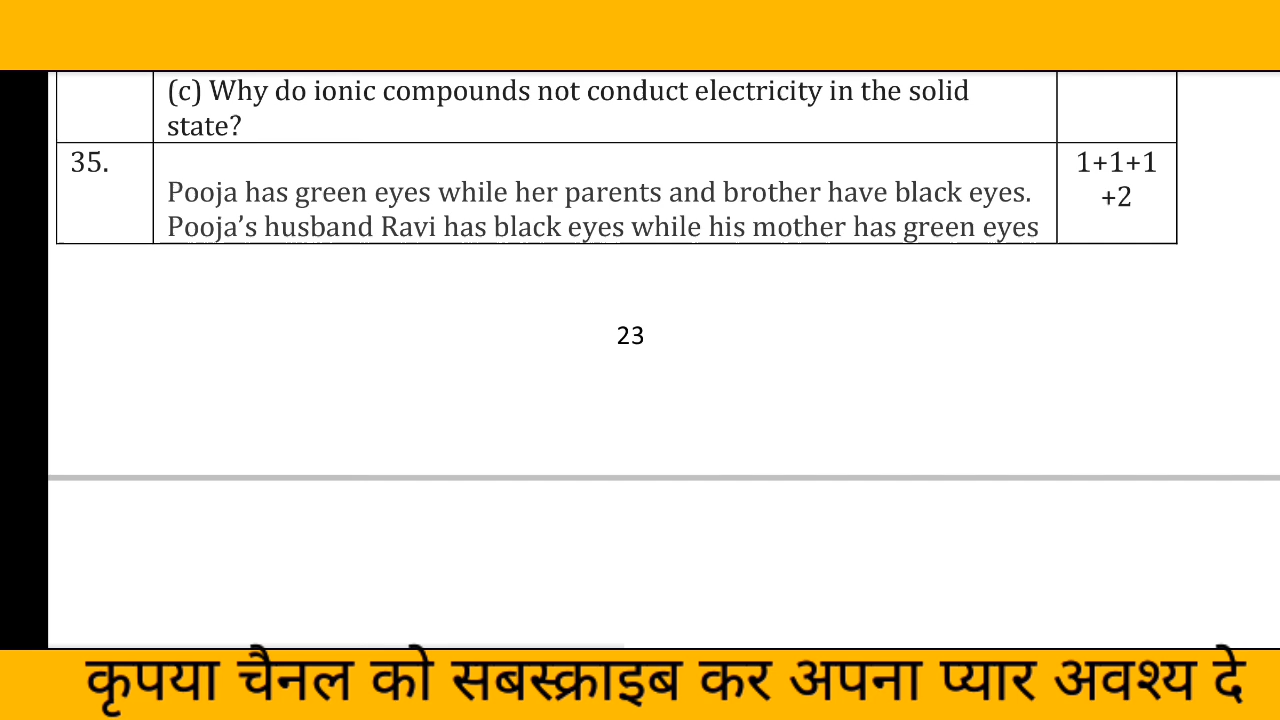 (c) Why do ionic compounds not conduct electricity in the solid
state?
35.
1+1+1
+2
Pooja has green eyes while her parents and brother have black eyes.
Pooja’s husband Ravi has black eyes while his mother has green eyes
23
कृपया चैनल को सबस्क्राइब कर अपना प्यार अवश्य दे